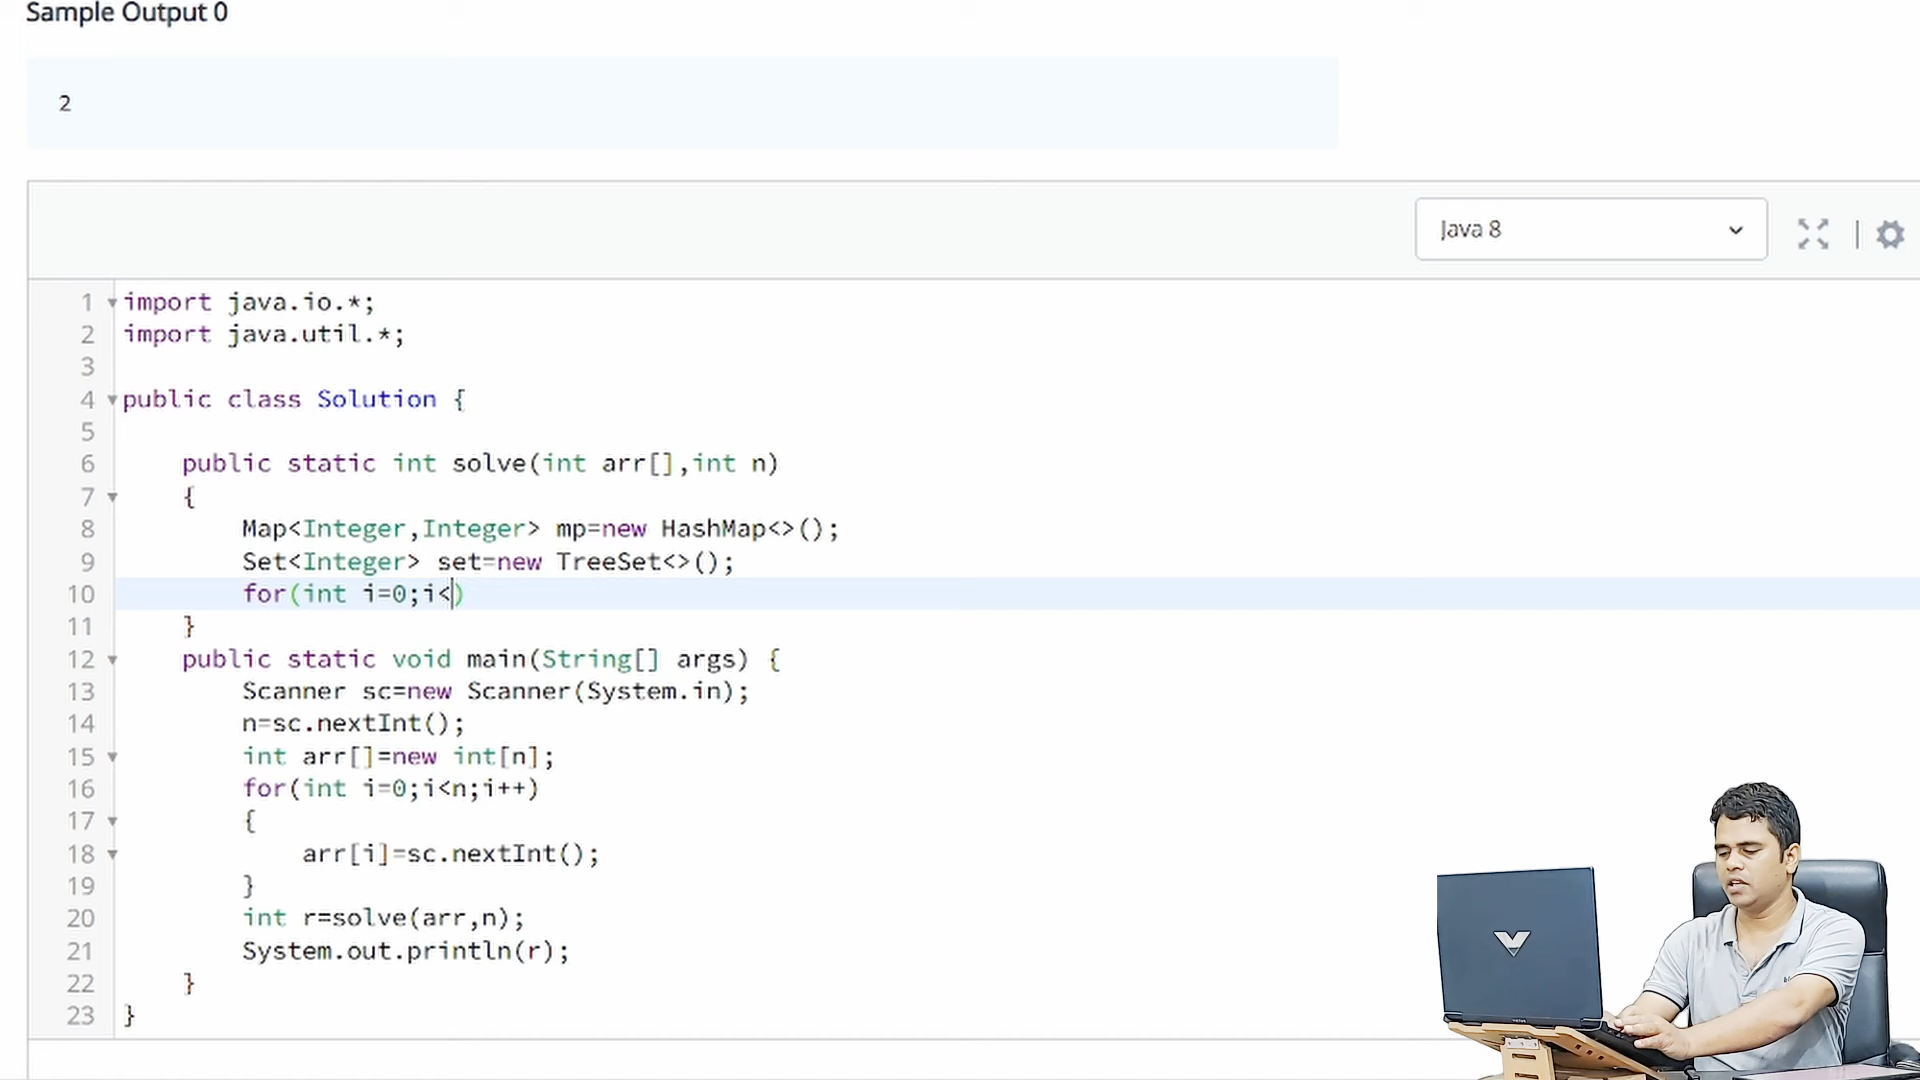 Sample Output 0
2
Java 8
1 import java.io.*;
2 import java.util.*;
3
4 public class Solution {
5
6     public static int solve(int arr[],int n)
7     {
8         Map<Integer,Integer> mp=new HashMap<>();
9         Set<Integer> set=new TreeSet<>();
10         for(int i=0;i<)
11     }
12     public static void main(String[] args) {
13         Scanner sc=new Scanner(System.in);
14         n=sc.nextInt();
15         int arr[]=new int[n];
16         for(int i=0;i<n;i++)
17         {
18             arr[i]=sc.nextInt();
19         }
20         int r=solve(arr,n);
21         System.out.println(r);
22     }
23 }